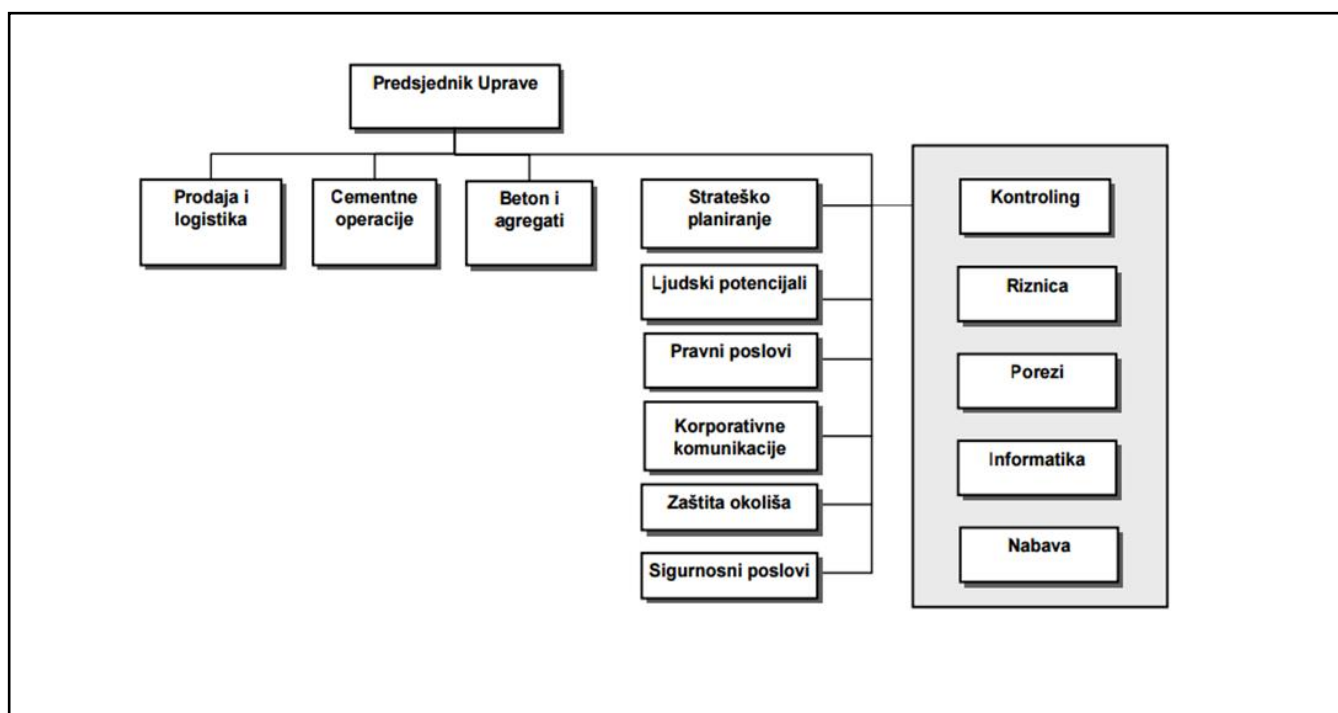 Predsjednik Uprave
Prodaja i
logistika
Cementne
operacije
Beton i
agregati
Strateško
planiranje
Ljudski potencijali
Pravni poslovi
Korporativne
komunikacije
Zaštita okoliša
Sigurnosni poslovi
Kontroling
Riznica
Porezi
Informatika
Nabava